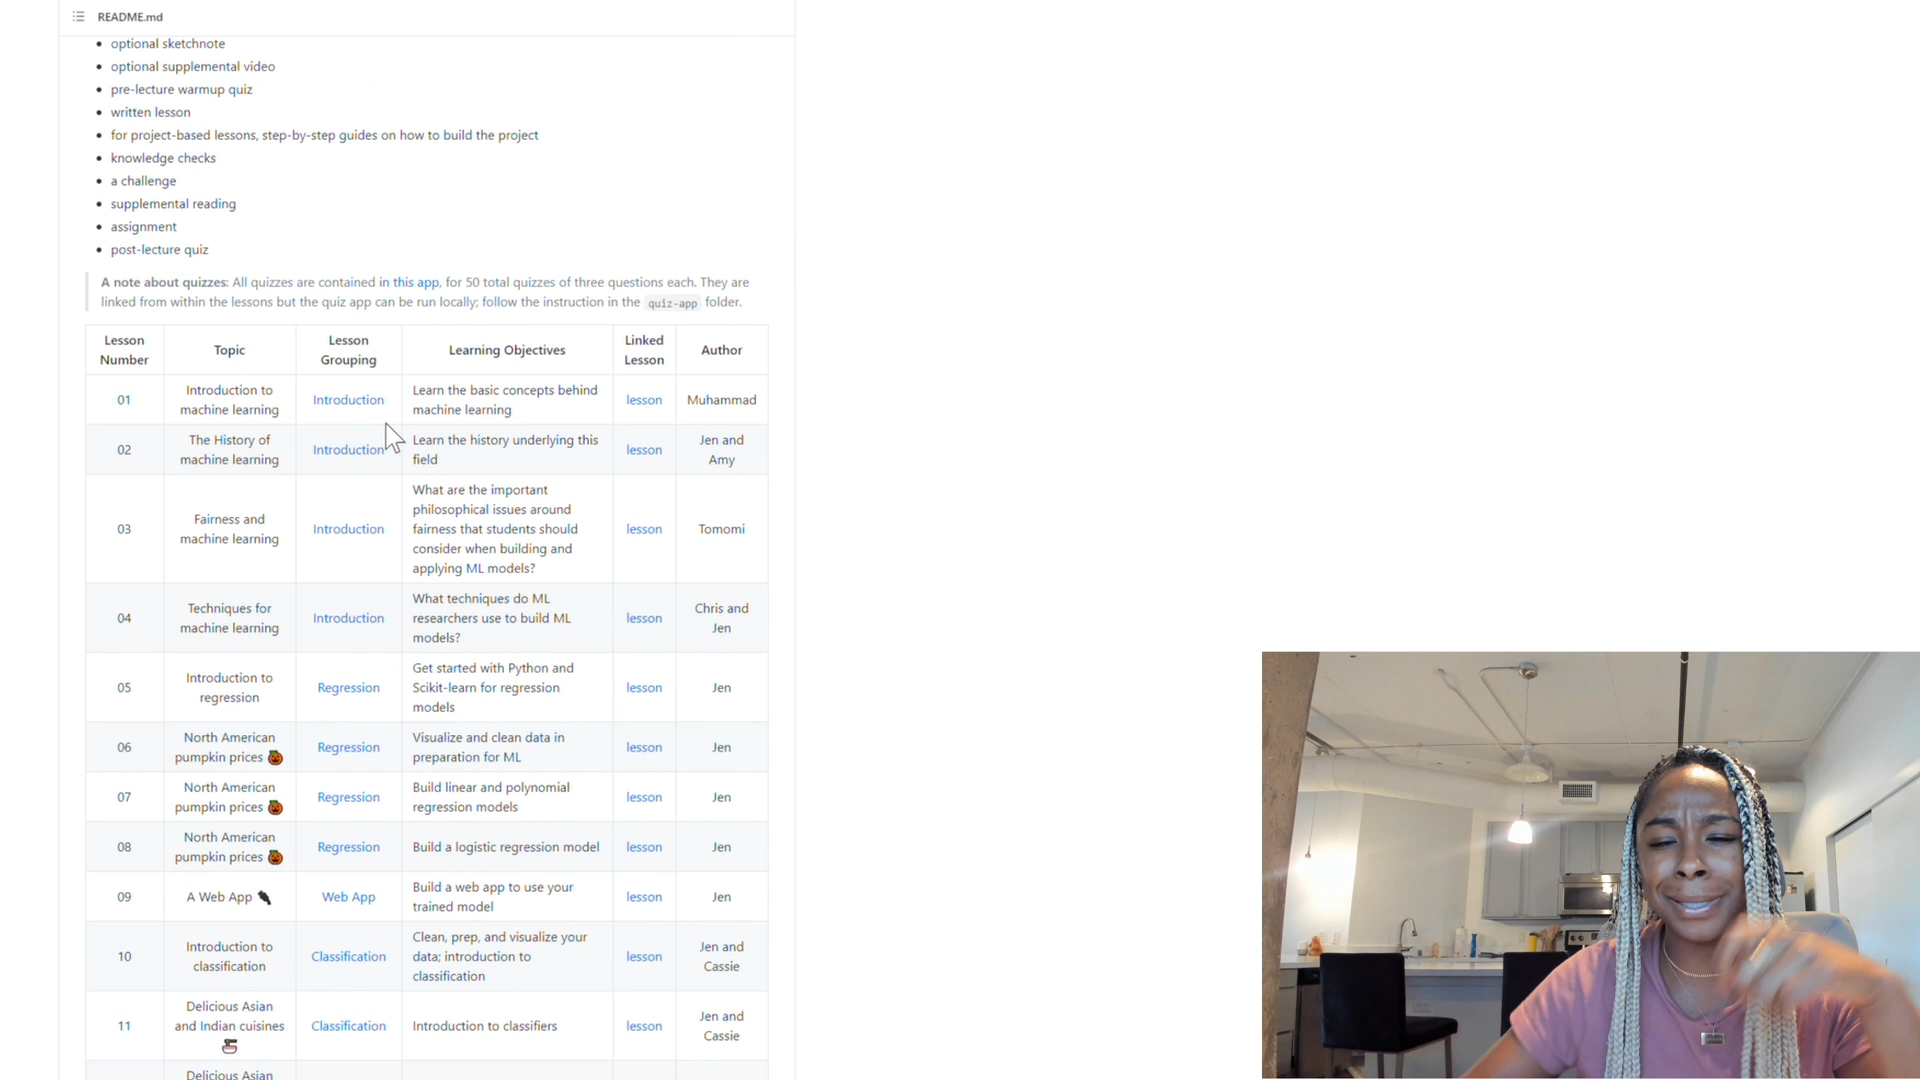 README.md
optional sketchnote
optional supplemental video
pre-lecture warmup quiz
written lesson
for project-based lessons, step-by-step guides on how to build the project
knowledge checks
a challenge
supplemental reading
assignment
post-lecture quiz
A note about quizzes: All quizzes are contained in this app, for 50 total quizzes of three questions each. They are
linked from within the lessons but the quiz app can be run locally; follow the instruction in the quiz-app folder.
Lesson
Number
Topic
Lesson
Grouping
Learning Objectives
Linked
Lesson
Author
01
Introduction to
machine learning
Introduction
Learn the basic concepts behind
machine learning
lesson
Muhammad
02
The History of
machine learning
Introduction
Learn the history underlying this
field
lesson
Jen and
Amy
03
Fairness and
machine learning
Introduction
What are the important
philosophical issues around
fairness that students should
consider when building and
applying ML models?
lesson
Tomomi
04
Techniques for
machine learning
Introduction
What techniques do ML
researchers use to build ML
models?
lesson
Chris and
Jen
05
Introduction to
regression
Regression
Get started with Python and
Scikit-learn for regression
models
lesson
Jen
06
North American
pumpkin prices 🎃
Regression
Visualize and clean data in
preparation for ML
lesson
Jen
07
North American
pumpkin prices 🎃
Regression
Build linear and polynomial
regression models
lesson
Jen
08
North American
pumpkin prices 🎃
Regression
Build a logistic regression model
lesson
Jen
09
A Web App 🔌
Web App
Build a web app to use your
trained model
lesson
Jen
10
Introduction to
classification
Classification
Clean, prep, and visualize your
data; introduction to
classification
lesson
Jen and
Cassie
11
Delicious Asian
and Indian cuisines
🍜
Classification
Introduction to classifiers
lesson
Jen and
Cassie
Delicious Asian